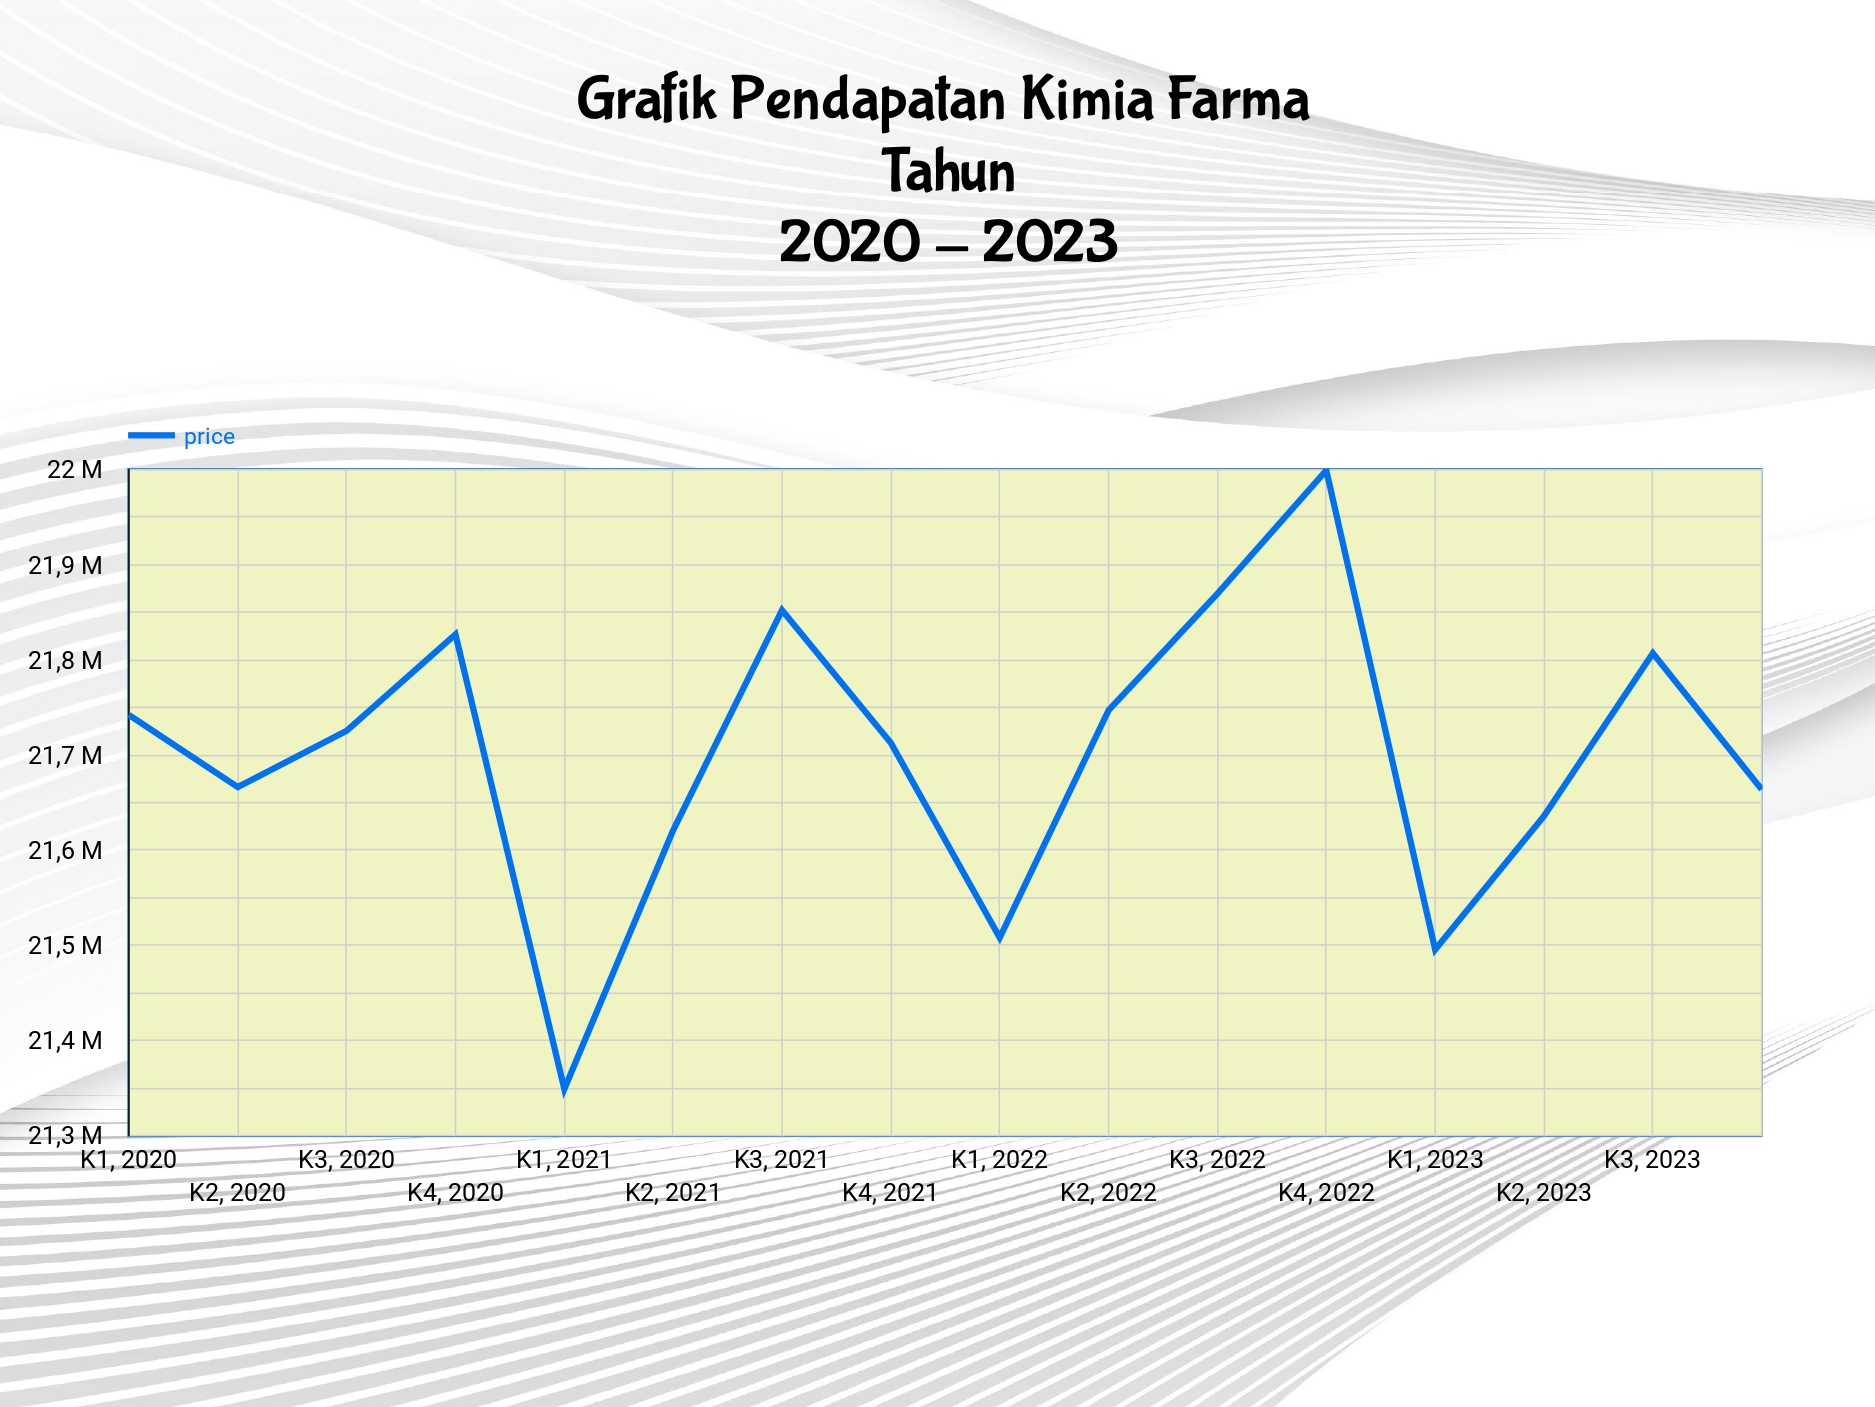 Grafik Pendapatan Kimia Farma
Tahun
2020 – 2023
price
22 M
21,9 M
21,8 M
21,7 M
21,6 M
21,5 M
21,4 M
21,3 M
K1, 2020
K2, 2020
K3, 2020
K4, 2020
K1, 2021
K2, 2021
K3, 2021
K4, 2021
K1, 2022
K2, 2022
K3, 2022
K4, 2022
K1, 2023
K2, 2023
K3, 2023